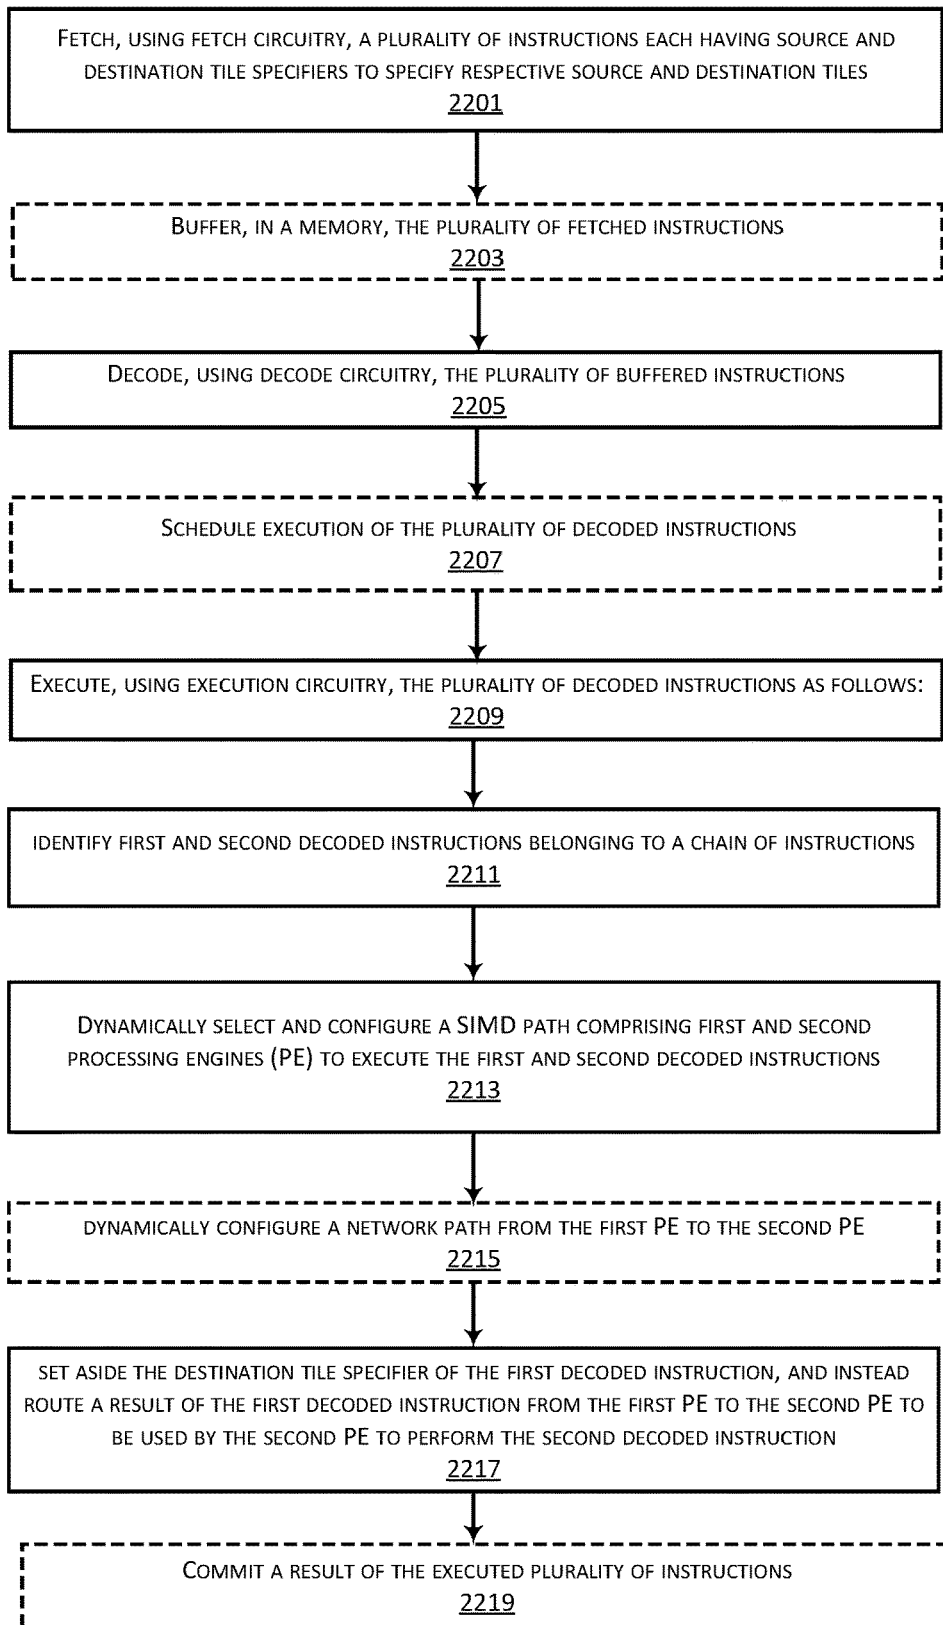 FETCH, USING FETCH CIRCUITRY, A PLURALITY OF INSTRUCTIONS EACH HAVING SOURCE AND
DESTINATION TILE SPECIFIERS TO SPECIFY RESPECTIVE SOURCE AND DESTINATION TILES
2201
BUFFER, IN A MEMORY, THE PLURALITY OF FETCHED INSTRUCTIONS
2203
DECODE, USING DECODE CIRCUITRY, THE PLURALITY OF BUFFERED INSTRUCTIONS
2205
SCHEDULE EXECUTION OF THE PLURALITY OF DECODED INSTRUCTIONS
2207
EXECUTE, USING EXECUTION CIRCUITRY, THE PLURALITY OF DECODED INSTRUCTIONS AS FOLLOWS:
2209
IDENTIFY FIRST AND SECOND DECODED INSTRUCTIONS BELONGING TO A CHAIN OF INSTRUCTIONS
2211
DYNAMICALLY SELECT AND CONFIGURE A SIMD PATH COMPRISING FIRST AND SECOND
PROCESSING ENGINES (PE) TO EXECUTE THE FIRST AND SECOND DECODED INSTRUCTIONS
2213
DYNAMICALLY CONFIGURE A NETWORK PATH FROM THE FIRST PE TO THE SECOND PE
2215
SET ASIDE THE DESTINATION TILE SPECIFIER OF THE FIRST DECODED INSTRUCTION, AND INSTEAD
ROUTE A RESULT OF THE FIRST DECODED INSTRUCTION FROM THE FIRST PE TO THE SECOND PE TO
BE USED BY THE SECOND PE TO PERFORM THE SECOND DECODED INSTRUCTION
2217
COMMIT A RESULT OF THE EXECUTED PLURALITY OF INSTRUCTIONS
2219